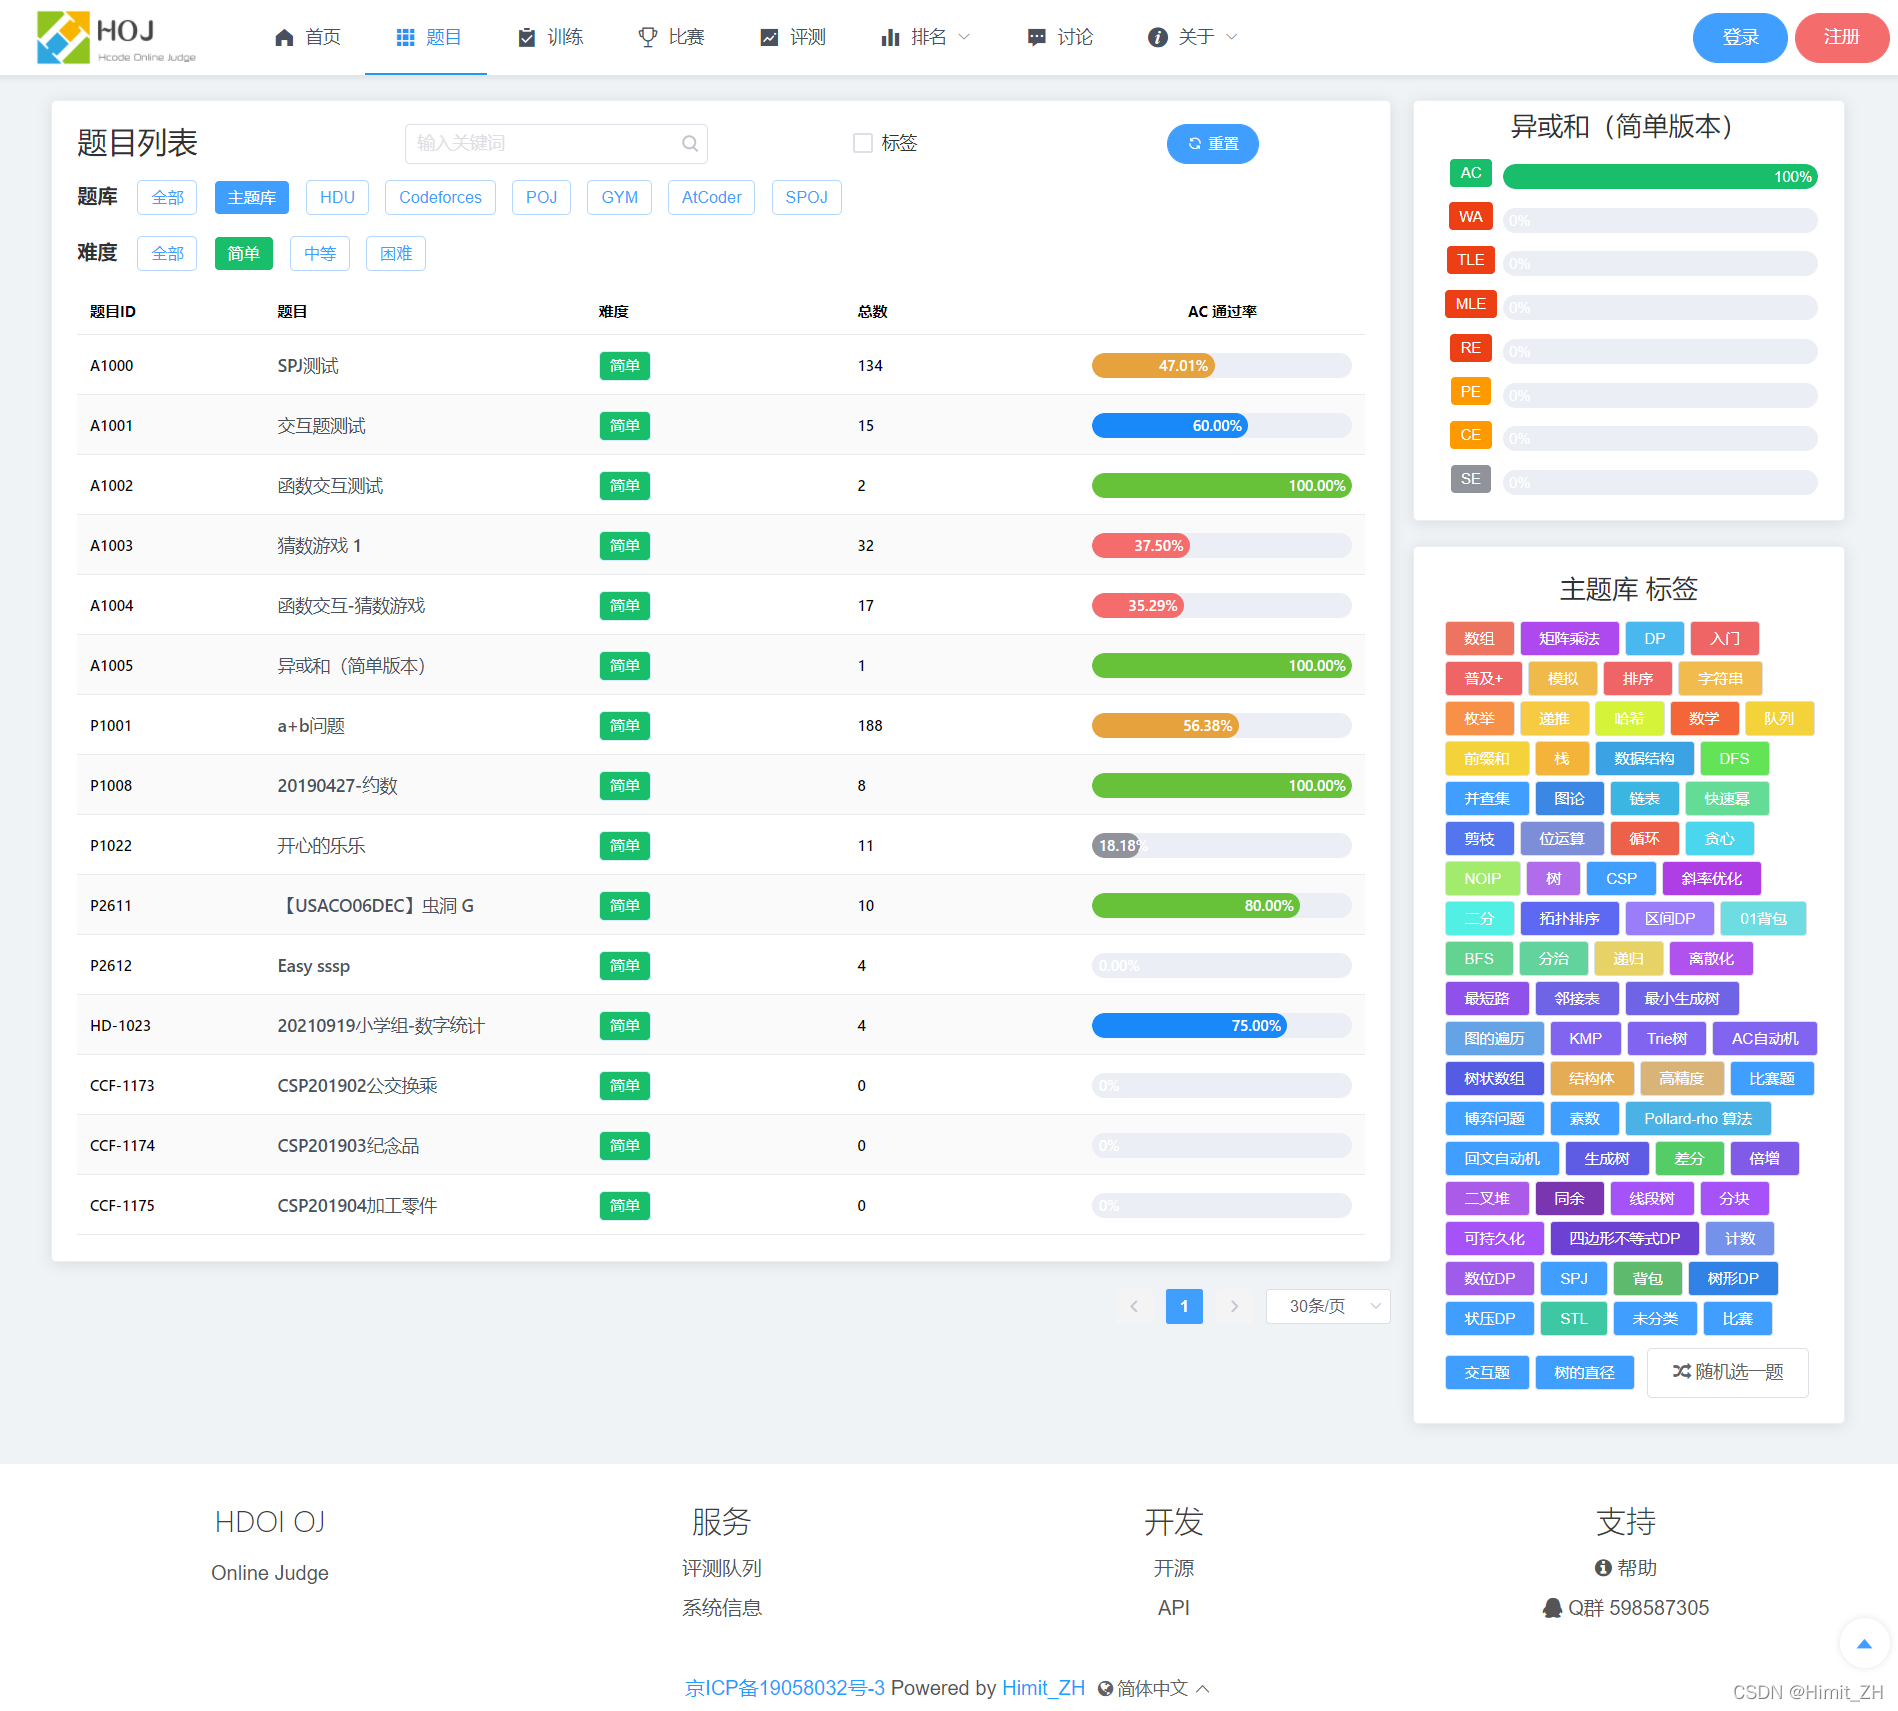 HOJ
Hcode Online Judge
首页 题目 训练 比赛 评测 排名 讨论 关于 登录 注册
题目列表 输入关键词 标签 重置
题库 全部 主题库 HDU Codeforces POJ GYM AtCoder SPOJ
难度 全部 简单 中等 困难
题目ID 题目 难度 总数 AC 通过率
A1000 SPJ测试 简单 134 47.01%
A1001 交互题测试 简单 15 60.00%
A1002 函数交互测试 简单 2 100.00%
A1003 猜数游戏 1 简单 32 37.50%
A1004 函数交互-猜数游戏 简单 17 35.29%
A1005 异或和（简单版本） 简单 1 100.00%
P1001 a+b问题 简单 188 56.38%
P1008 20190427-约数 简单 8 100.00%
P1022 开心的乐乐 简单 11 18.18%
P2611 【USACO06DEC】虫洞 G 简单 10 80.00%
P2612 Easy sssp 简单 4 0.00%
HD-1023 20210919小学组-数字统计 简单 4 75.00%
CCF-1173 CSP201902公交换乘 简单 0 0%
CCF-1174 CSP201903纪念品 简单 0 0%
CCF-1175 CSP201904加工零件 简单 0 0%
1 30条/页
异或和（简单版本）
AC 100%
WA 0%
TLE 0%
MLE 0%
RE 0%
PE 0%
CE 0%
SE 0%
主题库 标签
数组 矩阵乘法 DP 入门
普及+ 模拟 排序 字符串
枚举 递推 哈希 数学 队列
前缀和 栈 数据结构 DFS
并查集 图论 链表 快速幂
剪枝 位运算 循环 贪心
NOIP 树 CSP 斜率优化
二分 拓扑排序 区间DP 01背包
BFS 分治 递归 离散化
最短路 邻接表 最小生成树
图的遍历 KMP Trie树 AC自动机
树状数组 结构体 高精度 比赛题
博弈问题 素数 Pollard-rho 算法
回文自动机 生成树 差分 倍增
二叉堆 同余 线段树 分块
可持久化 四边形不等式DP 计数
数位DP SPJ 背包 树形DP
状压DP STL 未分类 比赛
交互题 树的直径 随机选一题
HDOI OJ 服务 开发 支持
Online Judge 评测队列 开源 帮助
系统信息 API Q群 598587305
京ICP备19058032号-3 Powered by Himit_ZH 简体中文
CSDN @Himit_ZH